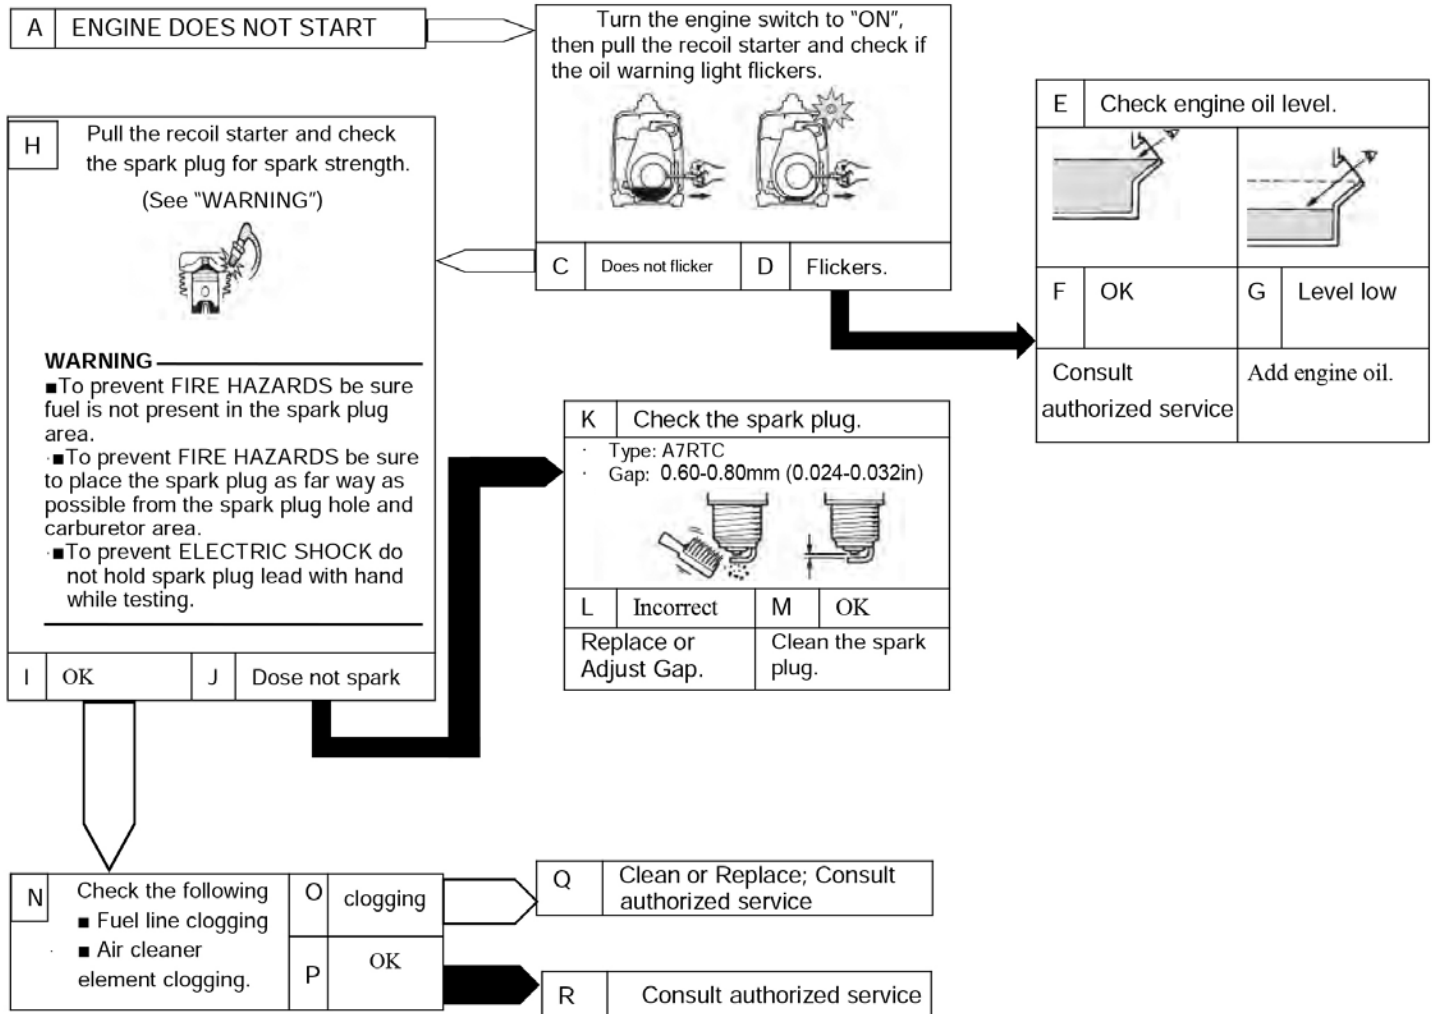 A ENGINE DOES NOT START
Turn the engine switch to “ON”,
then pull the recoil starter and check if
the oil warning light flickers.
C Does not flicker D Flickers.
E Check engine oil level.
F OK G Level low
Consult
authorized service
Add engine oil.
H Pull the recoil starter and check
the spark plug for spark strength.
(See “WARNING”)
WARNING
■To prevent FIRE HAZARDS be sure
fuel is not present in the spark plug
area.
·■To prevent FIRE HAZARDS be sure
to place the spark plug as far way as
possible from the spark plug hole and
carburetor area.
·■To prevent ELECTRIC SHOCK do
not hold spark plug lead with hand
while testing.
I OK J Dose not spark
K Check the spark plug.
· Type: A7RTC
· Gap: 0.60-0.80mm (0.024-0.032in)
L Incorrect M OK
Replace or
Adjust Gap.
Clean the spark
plug.
N Check the following
■ Fuel line clogging
· ■ Air cleaner
element clogging.
O clogging
P OK
Q Clean or Replace; Consult
authorized service
R Consult authorized service